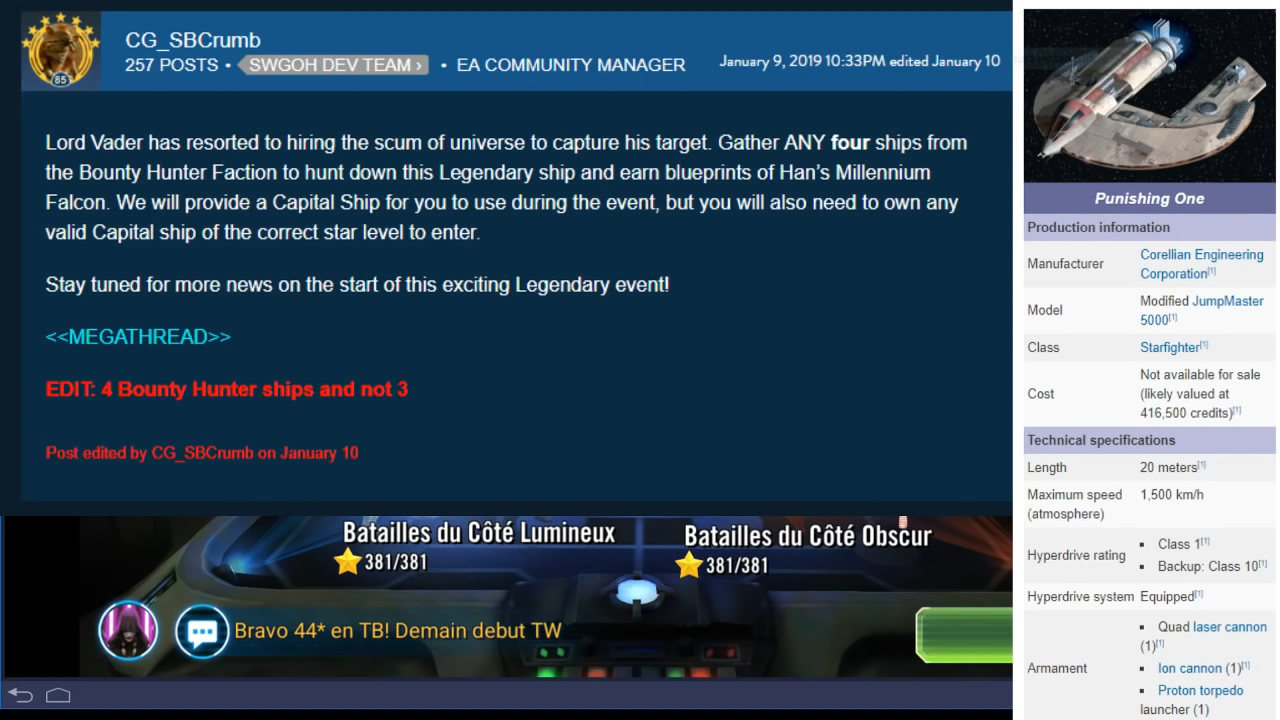 CG_SBCrumb
257 POSTS • SWGOH DEV TEAM › • EA COMMUNITY MANAGER
January 9, 2019 10:33PM edited January 10
85
Lord Vader has resorted to hiring the scum of universe to capture his target. Gather ANY four ships from
the Bounty Hunter Faction to hunt down this Legendary ship and earn blueprints of Han's Millennium
Falcon. We will provide a Capital Ship for you to use during the event, but you will also need to own any
valid Capital ship of the correct star level to enter.
Stay tuned for more news on the start of this exciting Legendary event!
<<MEGATHREAD>>
EDIT: 4 Bounty Hunter ships and not 3
Post edited by CG_SBCrumb on January 10
Batailles du Côté Lumineux
381/381
Batailles du Côté Obscur
381/381
Bravo 44* en TB! Demain debut TW
Punishing One
Production information
Manufacturer
Corellian Engineering
Corporation[1]
Model
Modified JumpMaster
5000[1]
Class
Starfighter[1]
Cost
Not available for sale
(likely valued at
416,500 credits)[1]
Technical specifications
Length
20 meters[1]
Maximum speed
(atmosphere)
1,500 km/h
Hyperdrive rating
▪ Class 1[1]
▪ Backup: Class 10[1]
Hyperdrive system
Equipped[1]
Armament
▪ Quad laser cannon
(1)[1]
▪ Ion cannon (1)[1]
▪ Proton torpedo
launcher (1)